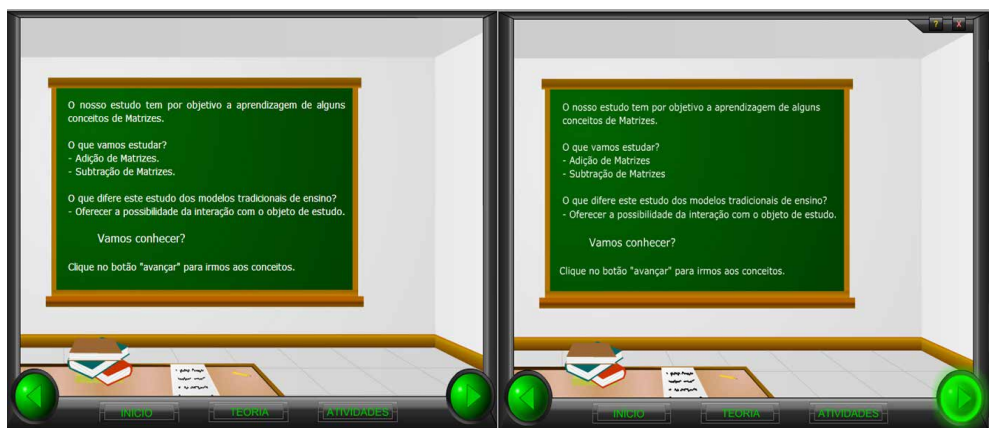 O nosso estudo tem por objetivo a aprendizagem de alguns
conceitos de Matrizes.
O que vamos estudar?
- Adição de Matrizes.
- Subtração de Matrizes.
O que difere este estudo dos modelos tradicionais de ensino?
- Oferecer a possibilidade da interação com o objeto de estudo.
Vamos conhecer?
Clique no botão "avançar" para irmos aos conceitos.
INÍCIO
TEORIA
ATIVIDADES
? X
O nosso estudo tem por objetivo a aprendizagem de alguns
conceitos de Matrizes.
O que vamos estudar?
- Adição de Matrizes
- Subtração de Matrizes
O que difere este estudo dos modelos tradicionais de ensino?
- Oferecer a possibilidade da interação com o objeto de estudo.
Vamos conhecer?
Clique no botão "avançar" para irmos aos conceitos.
INÍCIO
TEORIA
ATIVIDADES